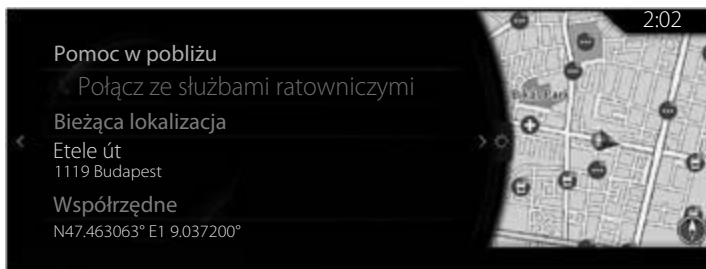 2:02
Pomoc w pobliżu
Połącz ze służbami ratowniczymi
Bieżąca lokalizacja
Etele út
1119 Budapest
Współrzędne
N47.463063° E1 9.037200°